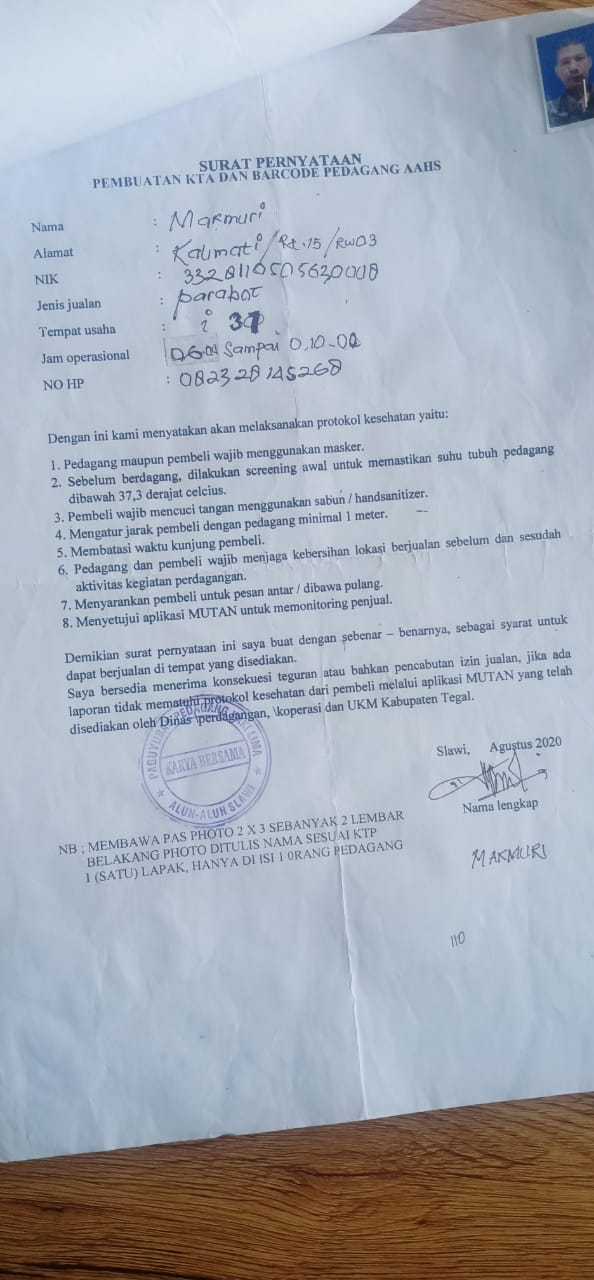 SURAT PERNYATAAN
PEMBUATAN KTA DAN BARCODE PEDAGANG AAHS
Nama : Makmuri
Alamat : Kalimati/Rt.15/RW03
NIK : 3328110505630008
Jenis jualan : parabot
Tempat usaha : i 37
Jam operasional : 06.00 Sampai 0.10-00
NO HP : 082328145268
Dengan ini kami menyatakan akan melaksanakan protokol kesehatan yaitu:
1. Pedagang maupun pembeli wajib menggunakan masker.
2. Sebelum berdagang, dilakukan screening awal untuk memastikan suhu tubuh pedagang
dibawah 37,3 derajat celcius.
3. Pembeli wajib mencuci tangan menggunakan sabun / handsanitizer.
4. Mengatur jarak pembeli dengan pedagang minimal 1 meter.
5. Membatasi waktu kunjung pembeli.
6. Pedagang dan pembeli wajib menjaga kebersihan lokasi berjualan sebelum dan sesudah
aktivitas kegiatan perdagangan.
7. Menyarankan pembeli untuk pesan antar / dibawa pulang.
8. Menyetujui aplikasi MUTAN untuk memonitoring penjual.
Demikian surat pernyataan ini saya buat dengan sebenar – benarnya, sebagai syarat untuk
dapat berjualan di tempat yang disediakan.
Saya bersedia menerima konsekuesi teguran atau bahkan pencabutan izin jualan, jika ada
laporan tidak mematuhi protokol kesehatan dari pembeli melalui aplikasi MUTAN yang telah
disediakan oleh Dinas \perdagangan, \koperasi dan UKM Kabupaten Tegal.
PAGUYUBAN PEDAGANG KAKI LIMA
KARYA BERSAMA
ALUN-ALUN SLAWI
Slawi, Agustus 2020
Nama lengkap
MAKMURI
NB : MEMBAWA PAS PHOTO 2 X 3 SEBANYAK 2 LEMBAR
BELAKANG PHOTO DITULIS NAMA SESUAI KTP
1 (SATU) LAPAK, HANYA DI ISI 1 0RANG PEDAGANG
110